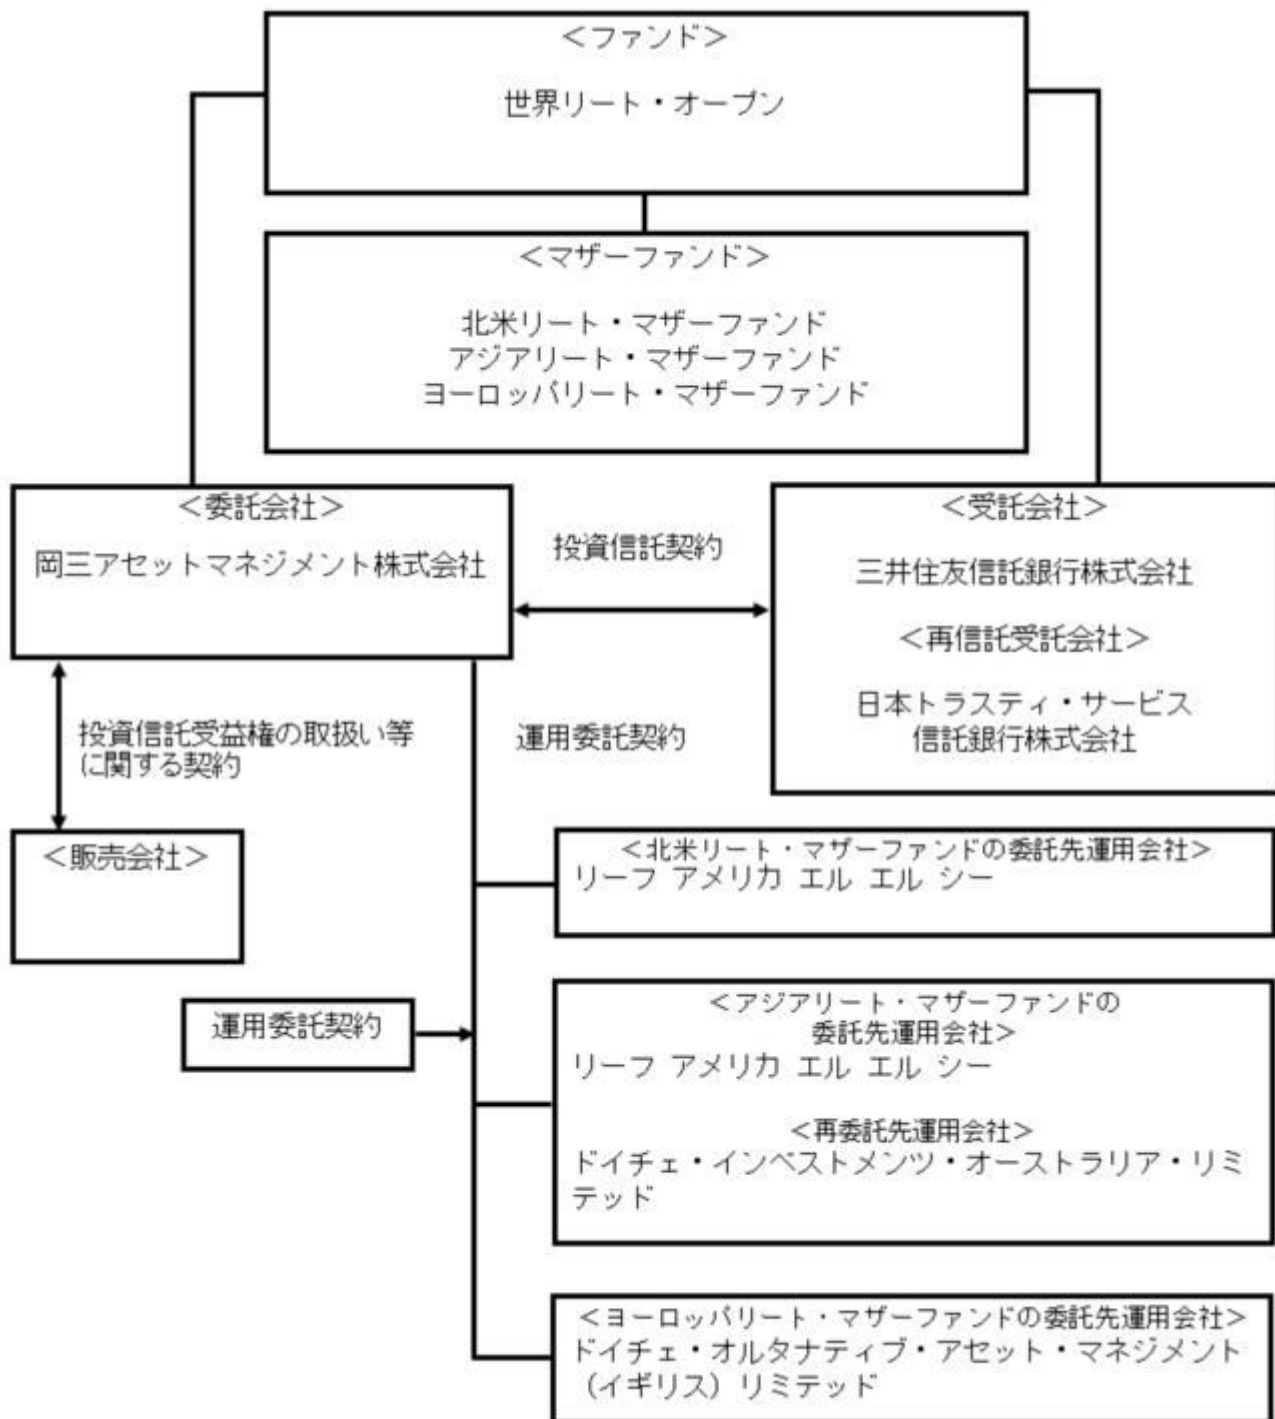 ＜ファンド＞
世界リート・オープン
＜マザーファンド＞
北米リート・マザーファンド
アジアリート・マザーファンド
ヨーロッパリート・マザーファンド
＜委託会社＞
岡三アセットマネジメント株式会社
投資信託契約
＜受託会社＞
三井住友信託銀行株式会社
＜再信託受託会社＞
日本トラスティ・サービス
信託銀行株式会社
投資信託受益権の取扱い等
に関する契約
運用委託契約
＜販売会社＞
＜北米リート・マザーファンドの委託先運用会社＞
リーフ アメリカ エル エル シー
運用委託契約
＜アジアリート・マザーファンドの
委託先運用会社＞
リーフ アメリカ エル エル シー
＜再委託先運用会社＞
ドイチェ・インベストメンツ・オーストラリア・リミ
テッド
＜ヨーロッパリート・マザーファンドの委託先運用会社＞
ドイチェ・オルタナティブ・アセット・マネジメント
（イギリス）リミテッド